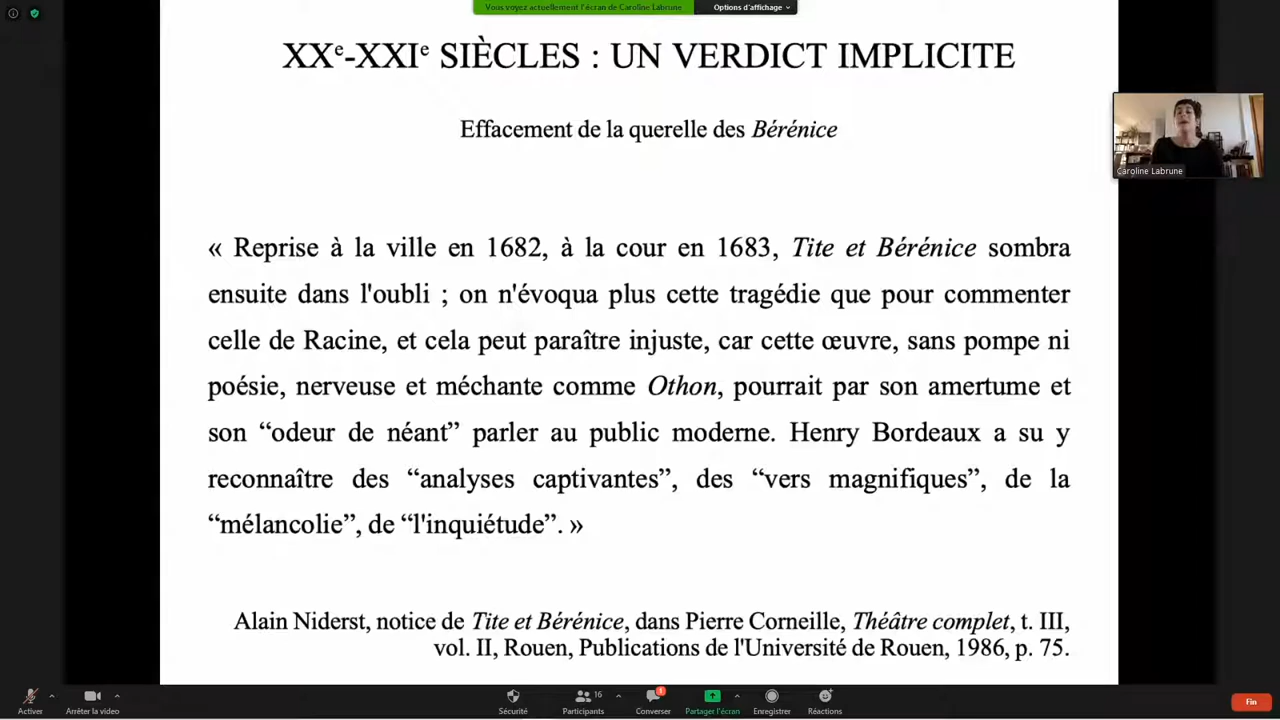 Vous voyez actuellement l'écran de Caroline Labrune
Options d'affichage
XXe-XXIe SIÈCLES : UN VERDICT IMPLICITE
Effacement de la querelle des Bérénice
Caroline Labrune
« Reprise à la ville en 1682, à la cour en 1683, Tite et Bérénice sombra
ensuite dans l'oubli ; on n'évoqua plus cette tragédie que pour commenter
celle de Racine, et cela peut paraître injuste, car cette œuvre, sans pompe ni
poésie, nerveuse et méchante comme Othon, pourrait par son amertume et
son “odeur de néant” parler au public moderne. Henry Bordeaux a su y
reconnaître des “analyses captivantes”, des “vers magnifiques”, de la
“mélancolie”, de “l'inquiétude”. »
Alain Niderst, notice de Tite et Bérénice, dans Pierre Corneille, Théâtre complet, t. III,
vol. II, Rouen, Publications de l'Université de Rouen, 1986, p. 75.
Activer
Arrêter la video
Sécurité
16
Participants
1
Converser
Partager l'écran
Enregistrer
Réactions
Fin